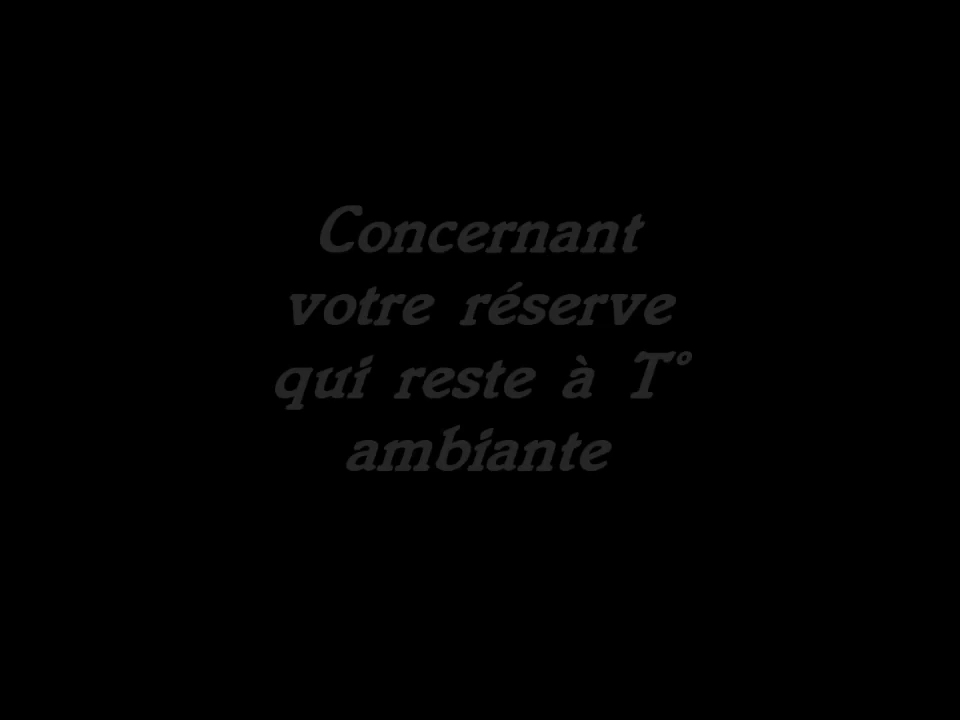 Concernant
votre réserve
qui reste à T°
ambiante